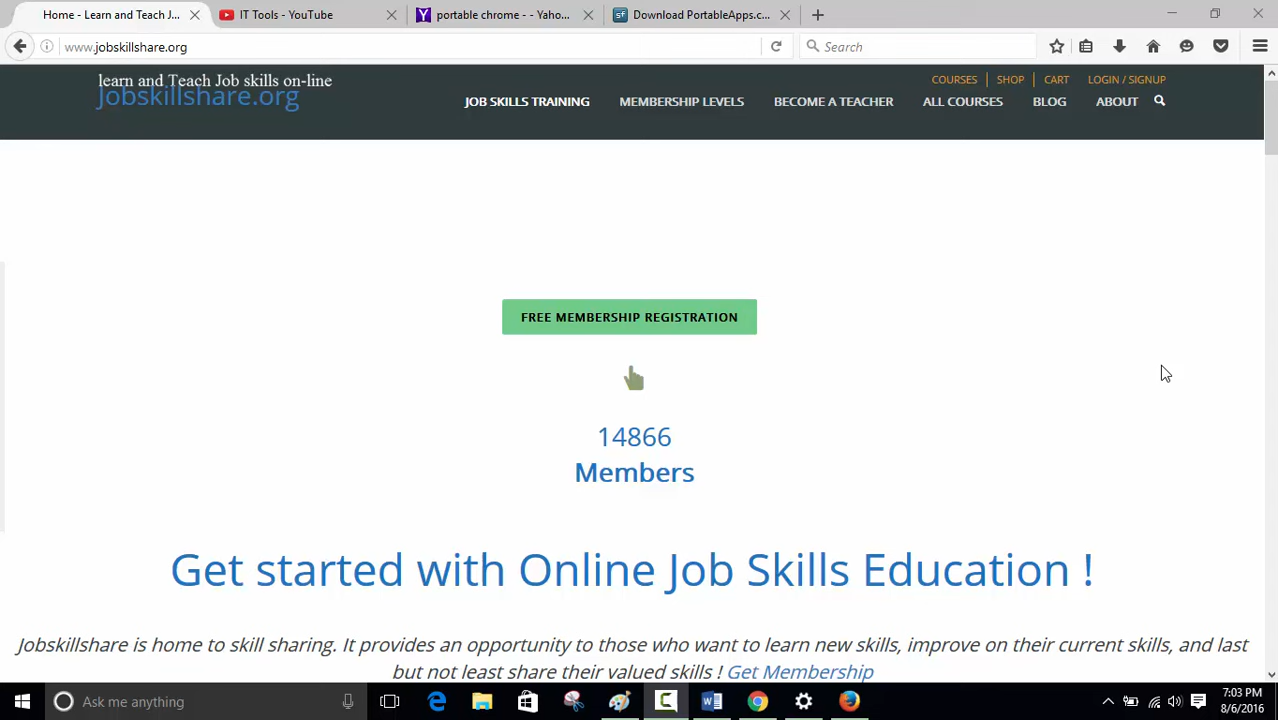 Home - Learn and Teach J...
IT Tools - YouTube
portable chrome - - Yaho...
Download PortableApps.c...
www.jobskillshare.org
Search
learn and Teach Job skills on-line
Jobskillshare.org
COURSES
SHOP
CART
LOGIN / SIGNUP
JOB SKILLS TRAINING
MEMBERSHIP LEVELS
BECOME A TEACHER
ALL COURSES
BLOG
ABOUT
FREE MEMBERSHIP REGISTRATION
14866
Members
Get started with Online Job Skills Education !
Jobskillshare is home to skill sharing. It provides an opportunity to those who want to learn new skills, improve on their current skills, and last
but not least share their valued skills ! Get Membership
Ask me anything
7:03 PM
8/6/2016